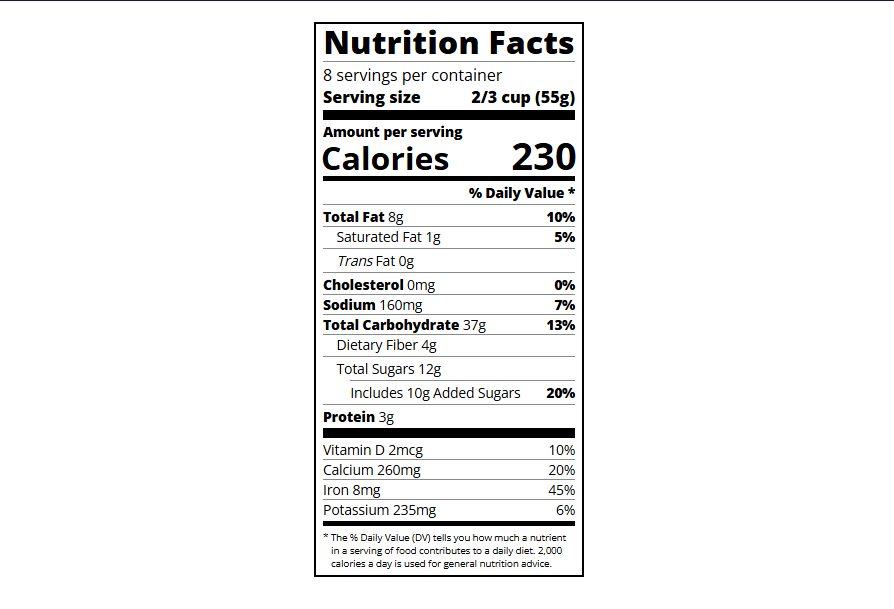 Nutrition Facts
8 servings per container
Serving size 2/3 cup (55g)
Amount per serving
Calories 230
% Daily Value *
Total Fat 8g 10%
Saturated Fat 1g 5%
Trans Fat 0g
Cholesterol 0mg 0%
Sodium 160mg 7%
Total Carbohydrate 37g 13%
Dietary Fiber 4g
Total Sugars 12g
Includes 10g Added Sugars 20%
Protein 3g
Vitamin D 2mcg 10%
Calcium 260mg 20%
Iron 8mg 45%
Potassium 235mg 6%
* The % Daily Value (DV) tells you how much a nutrient
in a serving of food contributes to a daily diet. 2,000
calories a day is used for general nutrition advice.